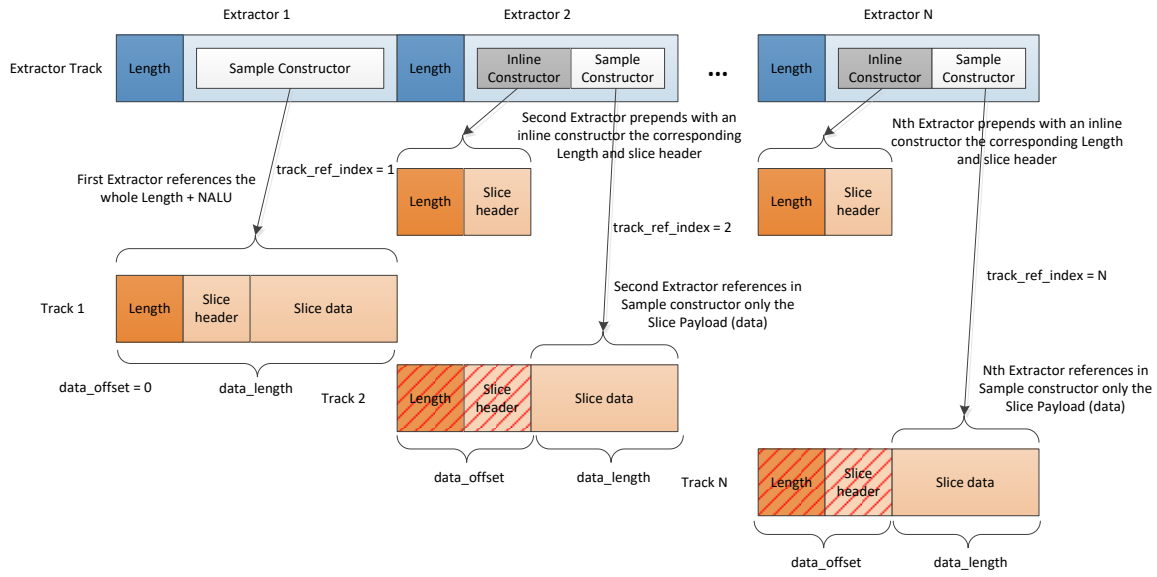 Extractor 1
Extractor 2
Extractor N
Extractor Track
Length
Sample Constructor
Length
Inline
Constructor
Sample
Constructor
...
Length
Inline
Constructor
Sample
Constructor
Second Extractor prepends with an
inline constructor the corresponding
Length and slice header
Nth Extractor prepends with an inline
constructor the corresponding Length
and slice header
First Extractor references the
whole Length + NALU
track_ref_index = 1
Length
Slice
header
Length
Slice
header
track_ref_index = 2
track_ref_index = N
Track 1
Length
Slice
header
Slice data
Second Extractor references in
Sample constructor only the
Slice Payload (data)
data_offset = 0
data_length
Track 2
Length
Slice
header
Slice data
Nth Extractor references in
Sample constructor only the
Slice Payload (data)
data_offset
data_length
Track N
Length
Slice
header
Slice data
data_offset
data_length